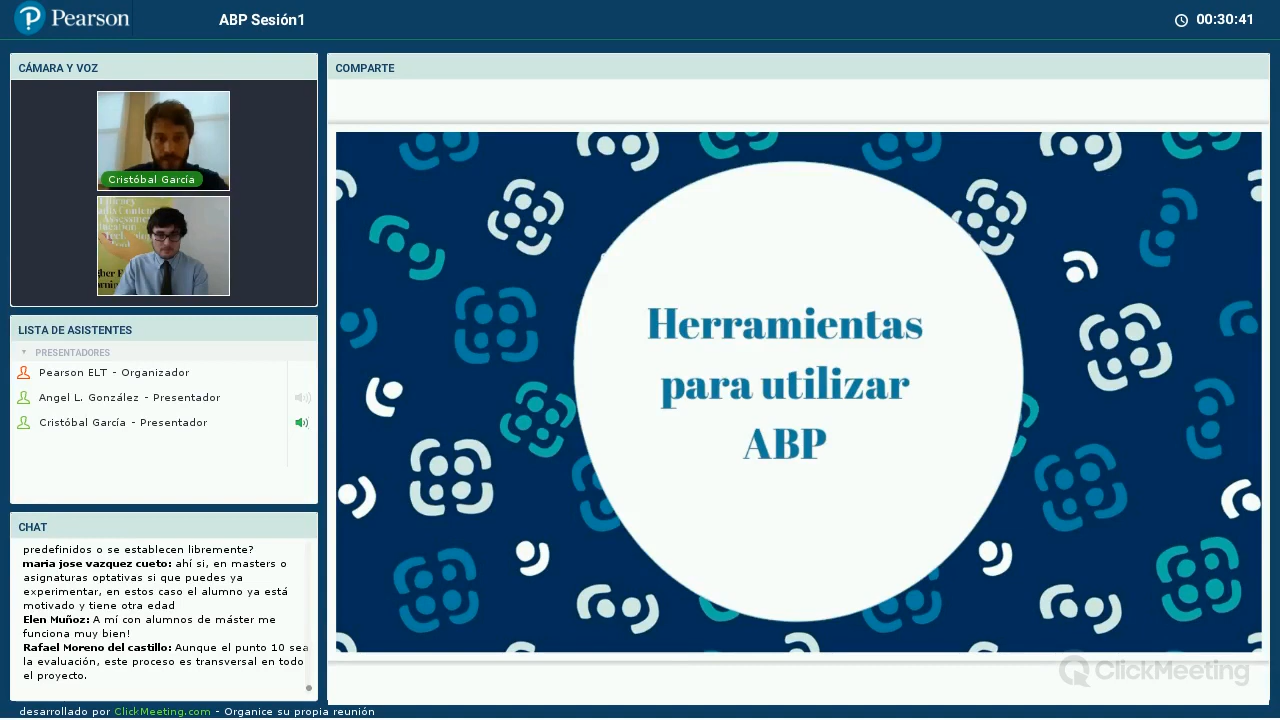 Pearson
ABP Sesión1
00:30:41
CÁMARA Y VOZ
Cristóbal García
LISTA DE ASISTENTES
PRESENTADORES
Pearson ELT - Organizador
Angel L. González - Presentador
Cristóbal García - Presentador
CHAT
predefinidos o se establecen libremente?
maria jose vazquez cueto: ahí si, en masters o
asignaturas optativas si que puedes ya
experimentar, en estos caso el alumno ya está
motivado y tiene otra edad
Elen Muñoz: A mí con alumnos de máster me
funciona muy bien!
Rafael Moreno del castillo: Aunque el punto 10 sea
la evaluación, este proceso es transversal en todo
el proyecto.
COMPARTE
Herramientas
para utilizar
ABP
ClickMeeting
desarrollado por ClickMeeting.com - Organice su propia reunión